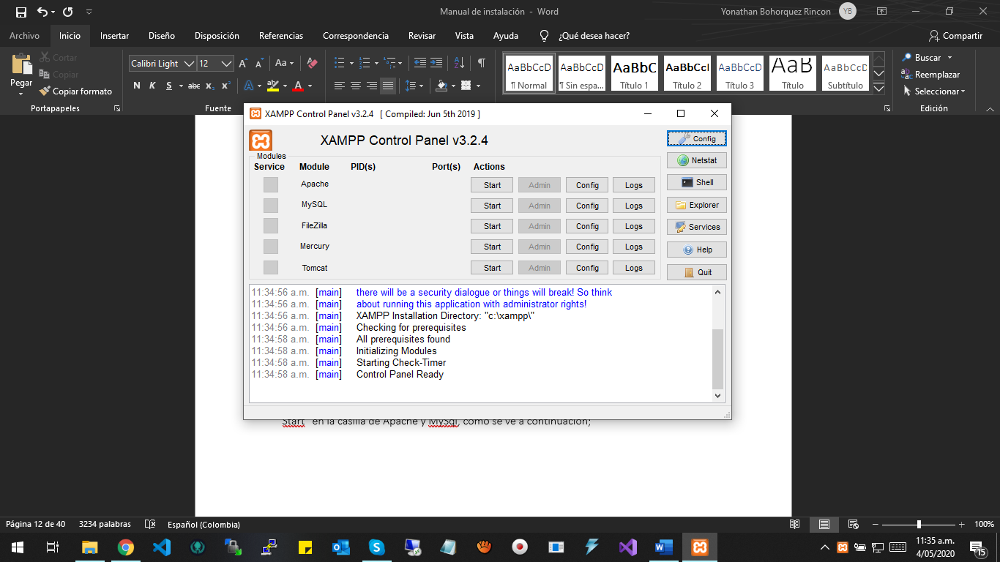 Manual de instalación - Word
Yonathan Bohorquez Rincon
YB
Archivo Inicio Insertar Diseño Disposición Referencias Correspondencia Revisar Vista Ayuda ¿Qué desea hacer? Compartir
Pegar
Cortar
Copiar
Copiar formato
Portapapeles
Calibri Light 12
N K S abc x₂ x²
Fuente
AaBbCcD AaBbCcD AaBbC AaBbCcI AaBbCcD AaB AaBbCcD
¶ Normal ¶ Sin espa... Título 1 Título 2 Título 3 Título Subtítulo
Buscar
Reemplazar
Seleccionar
Edición
XAMPP Control Panel v3.2.4 [ Compiled: Jun 5th 2019 ]
XAMPP Control Panel v3.2.4
Modules
Service Module PID(s) Port(s) Actions
Apache Start Admin Config Logs
MySQL Start Admin Config Logs
FileZilla Start Admin Config Logs
Mercury Start Admin Config Logs
Tomcat Start Admin Config Logs
Config
Netstat
Shell
Explorer
Services
Help
Quit
11:34:56 a.m. [main] there will be a security dialogue or things will break! So think
11:34:56 a.m. [main] about running this application with administrator rights!
11:34:56 a.m. [main] XAMPP Installation Directory: "c:\xampp\"
11:34:56 a.m. [main] Checking for prerequisites
11:34:58 a.m. [main] All prerequisites found
11:34:58 a.m. [main] Initializing Modules
11:34:58 a.m. [main] Starting Check-Timer
11:34:58 a.m. [main] Control Panel Ready
Start" en la casilla de Apache y MySql, como se ve a continuación;
Página 12 de 40 3234 palabras Español (Colombia) 100%
11:35 a.m.
4/05/2020
15